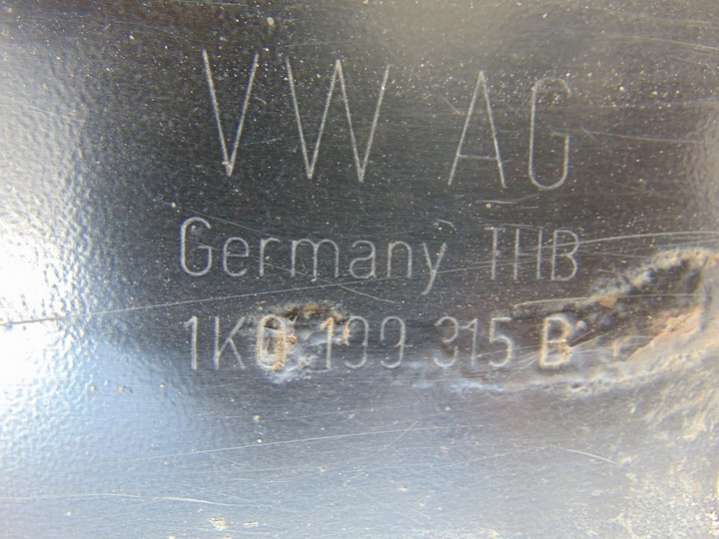 VW AG
Germany THB
1K0 199 315 B